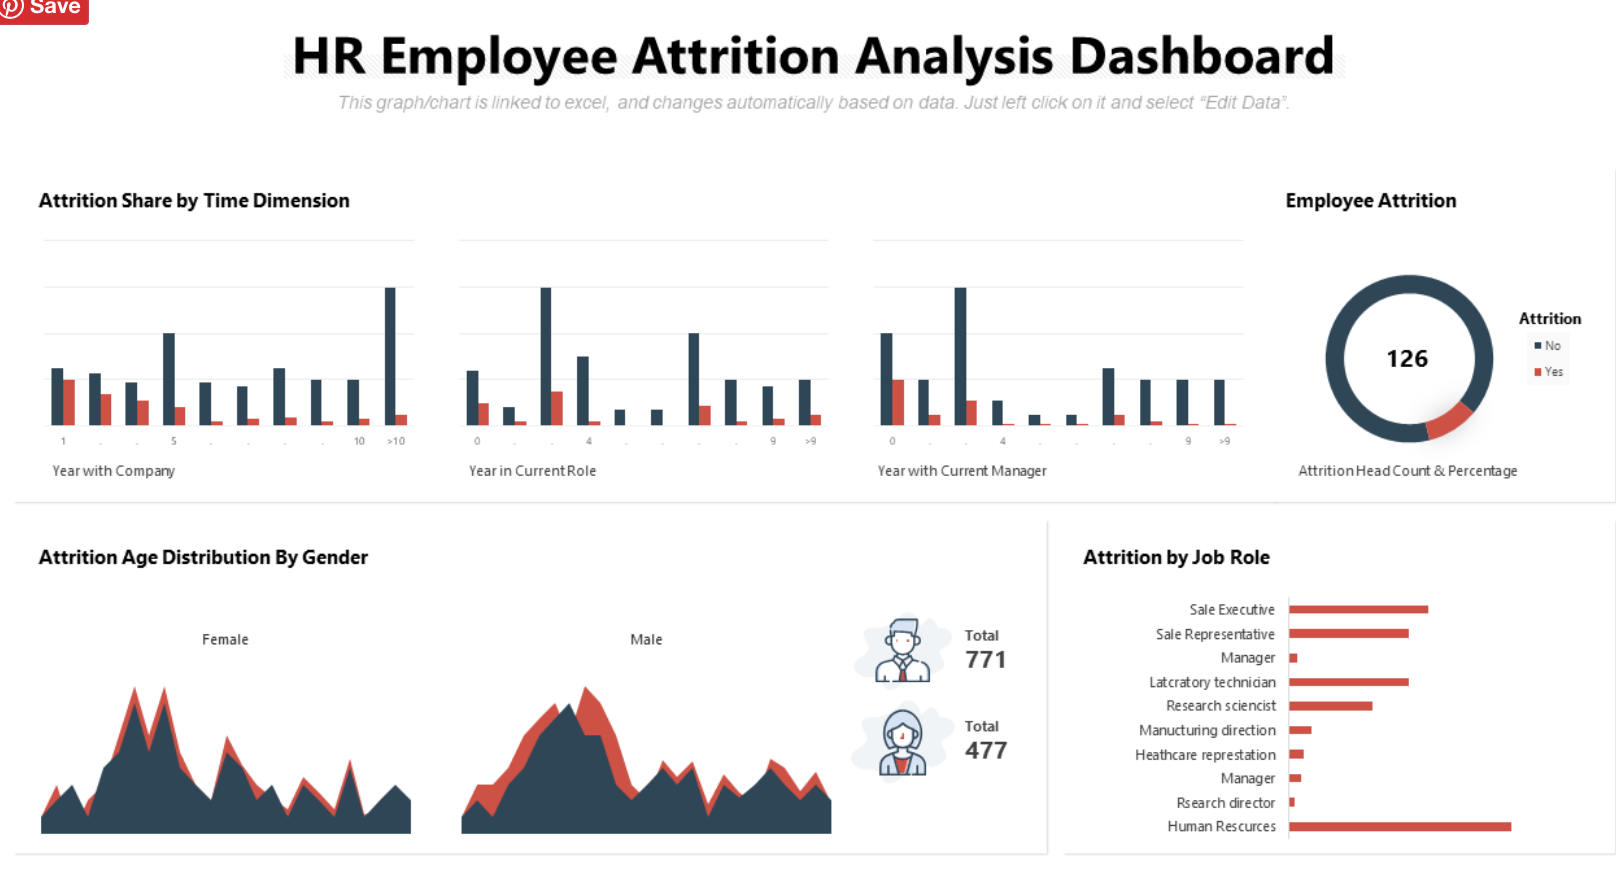 Save
HR Employee Attrition Analysis Dashboard
This graph/chart is linked to excel, and changes automatically based on data. Just left click on it and select “Edit Data”.
Attrition Share by Time Dimension
1 . . 5 . . . . 10 >10
Year with Company
0 . . 4 . . . . 9 >9
Year in Current Role
0 . . 4 . . . . 9 >9
Year with Current Manager
Employee Attrition
126
Attrition
No
Yes
Attrition Head Count & Percentage
Attrition Age Distribution By Gender
Female
Male
Total
771
Total
477
Attrition by Job Role
Sale Executive
Sale Representative
Manager
Latcratory technician
Research sciencist
Manucturing direction
Heathcare represtation
Manager
Rsearch director
Human Rescurces